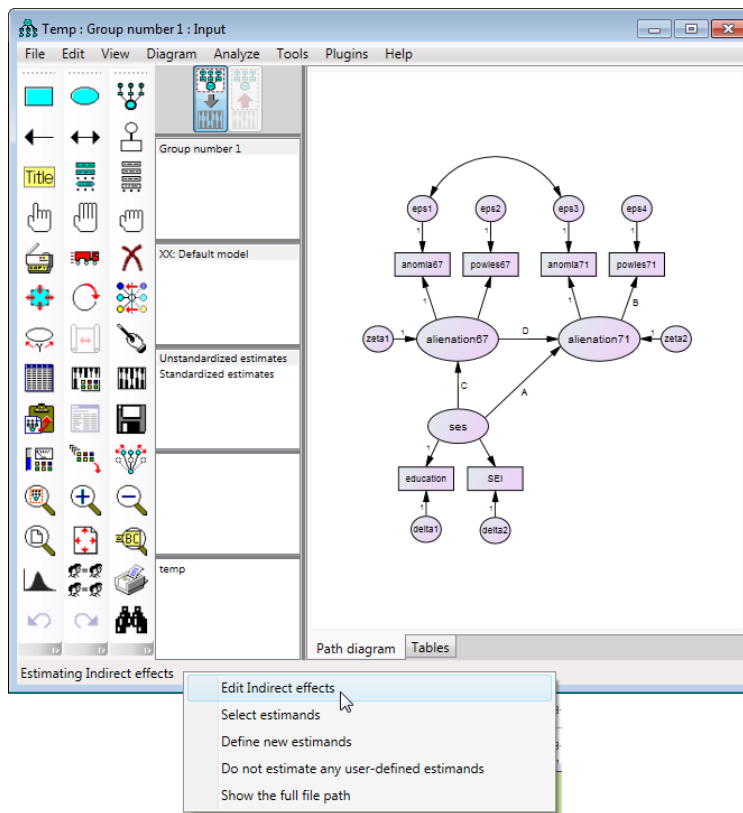 Temp : Group number 1 : Input
File Edit View Diagram Analyze Tools Plugins Help
Title
Group number 1
XX: Default model
Unstandardized estimates
Standardized estimates
temp
eps1 eps2 eps3 eps4
1 1 1 1
anomia67 powles67 anomia71 powles71
1 1 B
zeta1 1 alienation67 D alienation71 1 zeta2
C A
ses
1 1
education SEI
1 1
delta1 delta2
Path diagram Tables
Estimating Indirect effects
Edit Indirect effects
Select estimands
Define new estimands
Do not estimate any user-defined estimands
Show the full file path